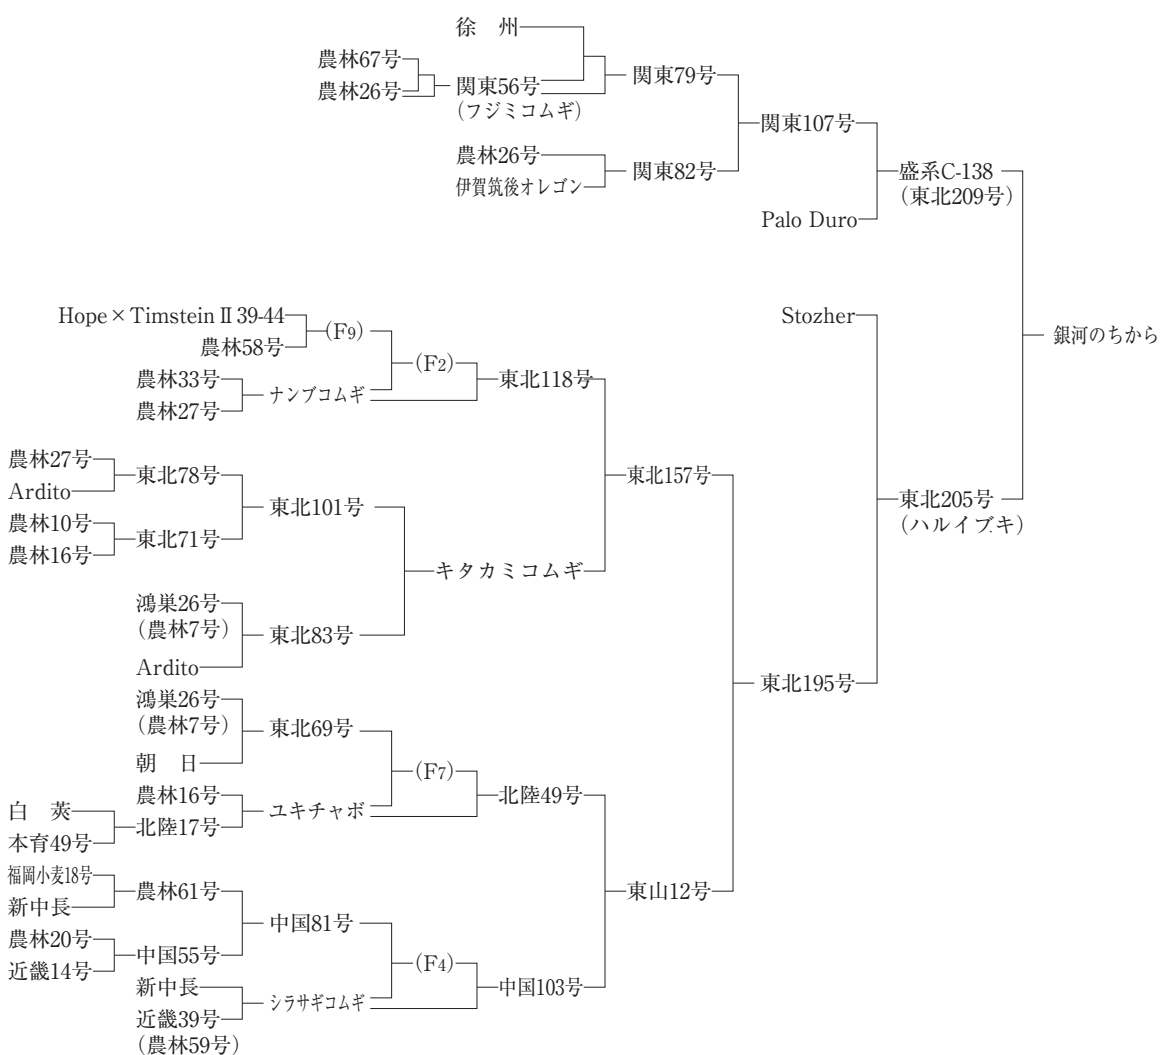 徐　州
農林67号
農林26号
関東56号
（フジミコムギ）
関東79号
農林26号
伊賀筑後オレゴン
関東82号
関東107号
Palo Duro
盛系C-138
（東北209号）
Hope×Timstein Ⅱ 39-44
農林58号
(F9)
農林33号
農林27号
ナンブコムギ
(F2)
東北118号
Stozher
銀河のちから
農林27号
Ardito
東北78号
農林10号
農林16号
東北71号
東北101号
キタカミコムギ
鴻巣26号
（農林7号）
Ardito
東北83号
東北157号
東北205号
（ハルイブキ）
鴻巣26号
（農林7号）
朝　日
東北69号
農林16号
白　莢
本育49号
北陸17号
ユキチャボ
(F7)
北陸49号
東北195号
福岡小麦18号
新中長
農林61号
農林20号
近畿14号
中国55号
中国81号
新中長
近畿39号
（農林59号）
シラサギコムギ
(F4)
中国103号
東山12号